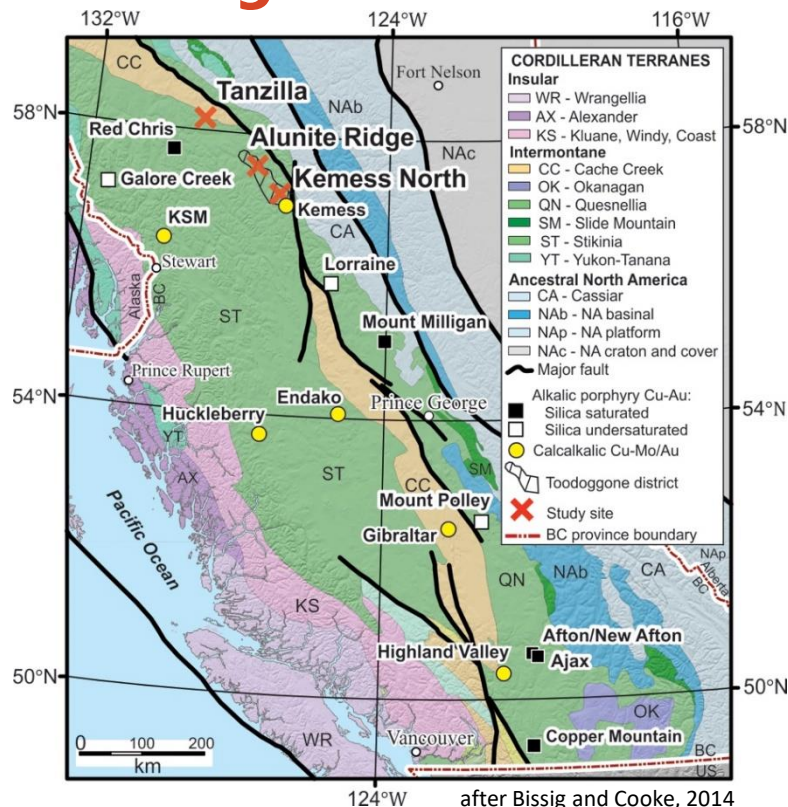 132°W
124°W
116°W
58°N
58°N
54°N
54°N
50°N
50°N
124°W
CC
Fort Nelson
Tanzilla
NAb
Red Chris
Alunite Ridge
NAc
Galore Creek
Kemess North
Kemess
KSM
CA
Stewart
Lorraine
Alaska
BC
ST
Mount Milligan
Prince Rupert
Endako
Prince George
Huckleberry
YT
SM
ST
AX
CC
Mount Polley
Pacific Ocean
Gibraltar
NAp
Alberta
BC
QN
NAb
CA
KS
Afton/New Afton
Highland Valley
Ajax
OK
WR
Vancouver
Copper Mountain
BC
US
0 100 200
km
CORDILLERAN TERRANES
Insular
WR - Wrangellia
AX - Alexander
KS - Kluane, Windy, Coast
Intermontane
CC - Cache Creek
OK - Okanagan
QN - Quesnellia
SM - Slide Mountain
ST - Stikinia
YT - Yukon-Tanana
Ancestral North America
CA - Cassiar
NAb - NA basinal
NAp - NA platform
NAc - NA craton and cover
Major fault
Alkalic porphyry Cu-Au:
Silica saturated
Silica undersaturated
Calcalkalic Cu-Mo/Au
Toodoggone district
Study site
BC province boundary
after Bissig and Cooke, 2014